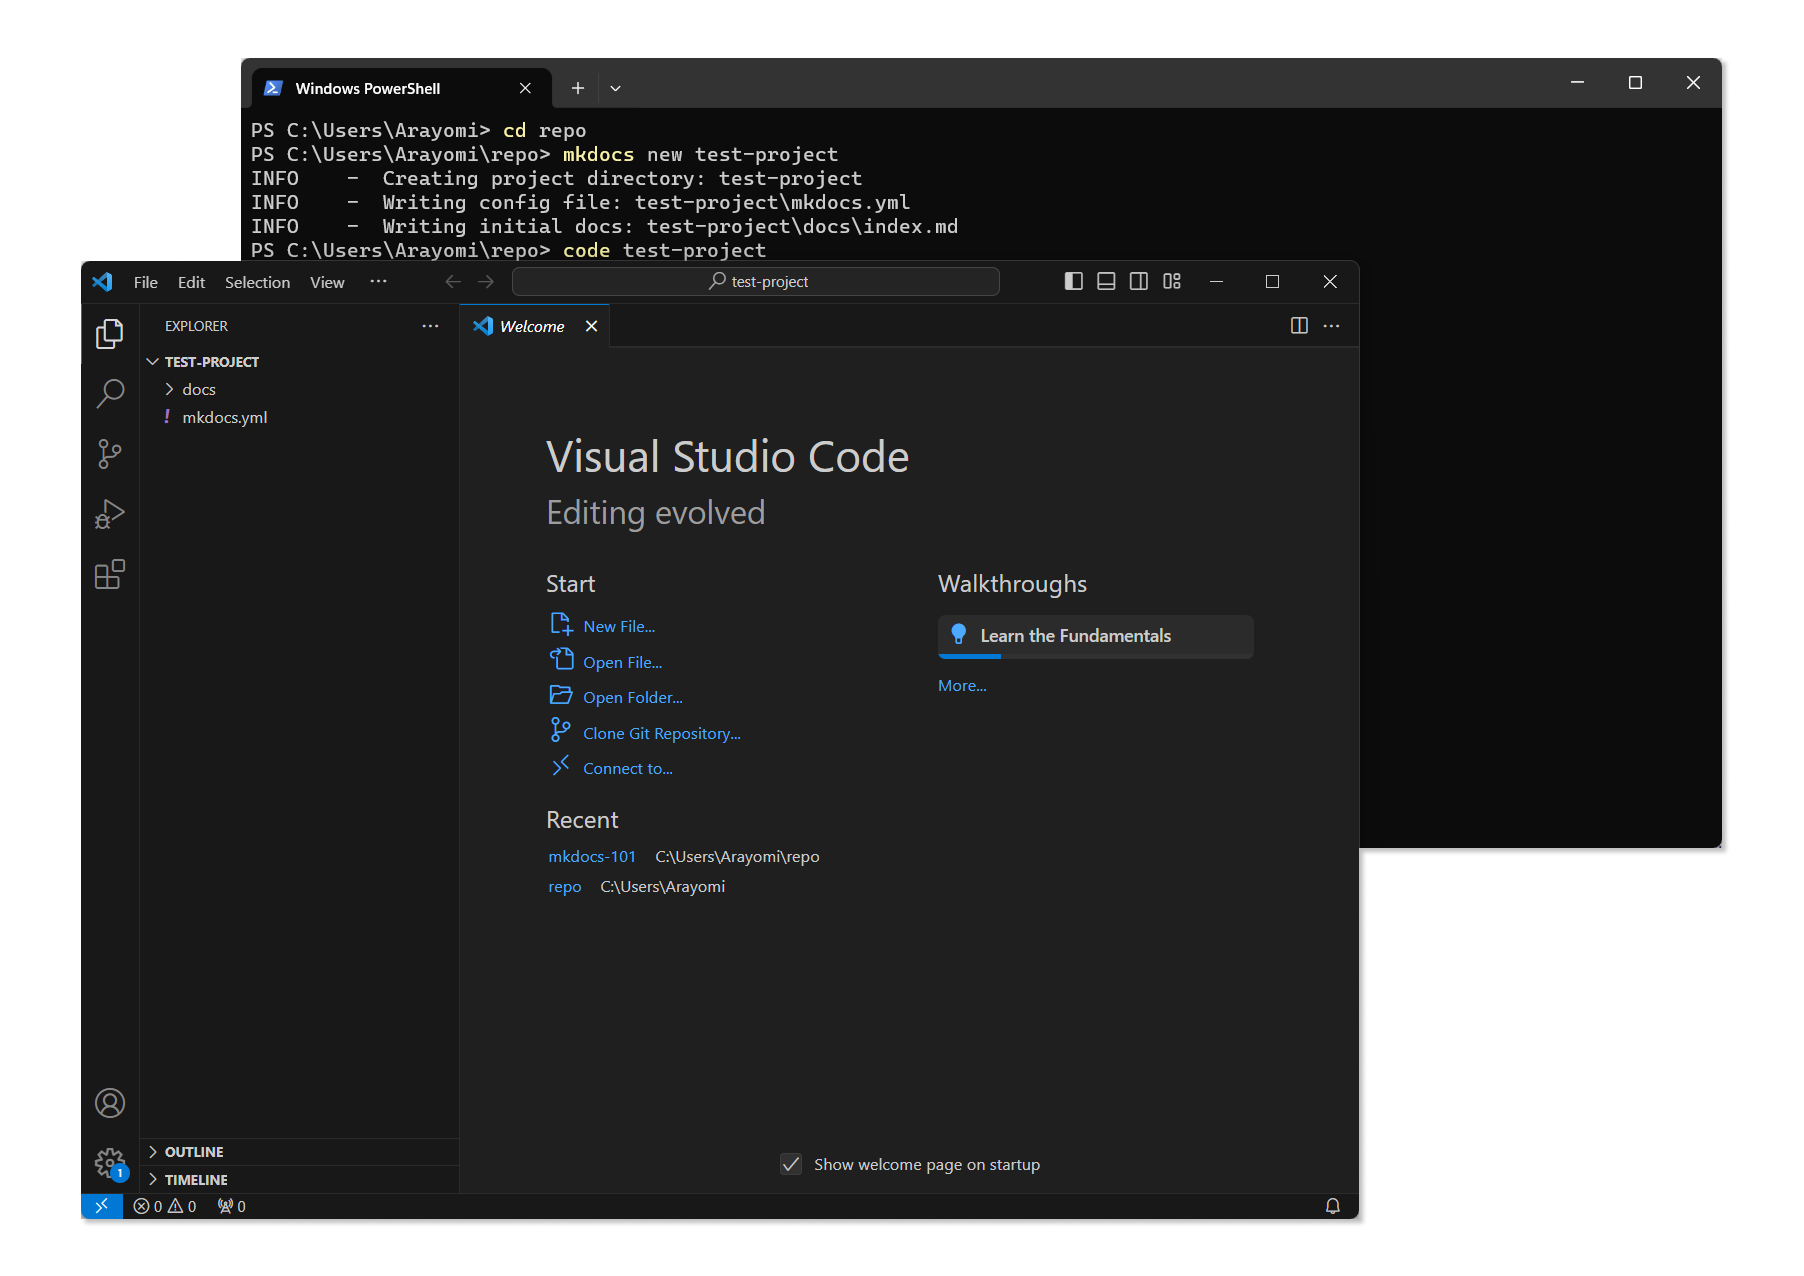 Windows PowerShell
PS C:\Users\Arayomi> cd repo
PS C:\Users\Arayomi\repo> mkdocs new test-project
INFO    -  Creating project directory: test-project
INFO    -  Writing config file: test-project\mkdocs.yml
INFO    -  Writing initial docs: test-project\docs\index.md
PS C:\Users\Arayomi\repo> code test-project
File Edit Selection View ··· test-project
EXPLORER ···
Welcome
TEST-PROJECT
docs
! mkdocs.yml
Visual Studio Code
Editing evolved
Start
New File...
Open File...
Open Folder...
Clone Git Repository...
Connect to...
Walkthroughs
Learn the Fundamentals
More...
Recent
mkdocs-101 C:\Users\Arayomi\repo
repo C:\Users\Arayomi
Show welcome page on startup
OUTLINE
1
TIMELINE
0 0 0